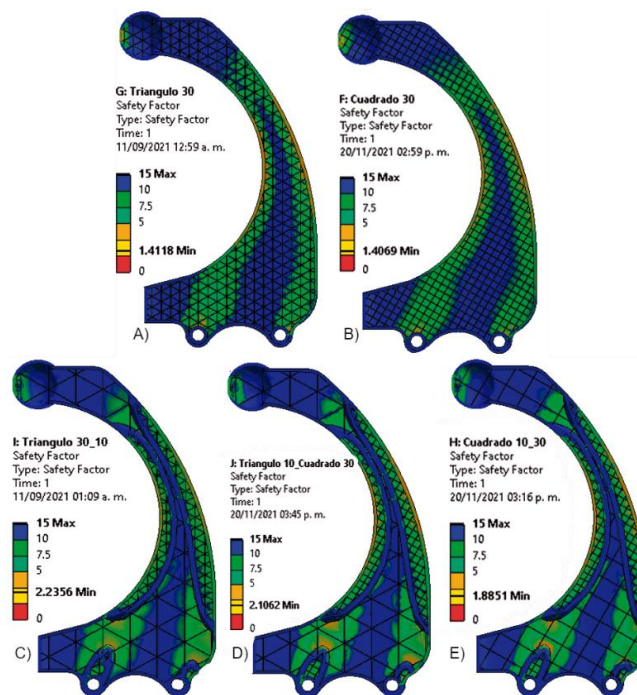 G: Triangulo 30
Safety Factor
Type: Safety Factor
Time: 1
11/09/2021 12:59 a. m.
15 Max
10
7.5
5
1.4118 Min
0
A)
F: Cuadrado 30
Safety Factor
Type: Safety Factor
Time: 1
20/11/2021 02:59 p. m.
15 Max
10
7.5
5
1.4069 Min
0
B)
I: Triangulo 30_10
Safety Factor
Type: Safety Factor
Time: 1
11/09/2021 01:09 a. m.
15 Max
10
7.5
5
2.2356 Min
0
C)
J: Triangulo 10_Cuadrado 30
Safety Factor
Type: Safety Factor
Time: 1
20/11/2021 03:45 p. m.
15 Max
10
7.5
5
2.1062 Min
0
D)
H: Cuadrado 10_30
Safety Factor
Type: Safety Factor
Time: 1
20/11/2021 03:16 p. m.
15 Max
10
7.5
5
1.8851 Min
0
E)